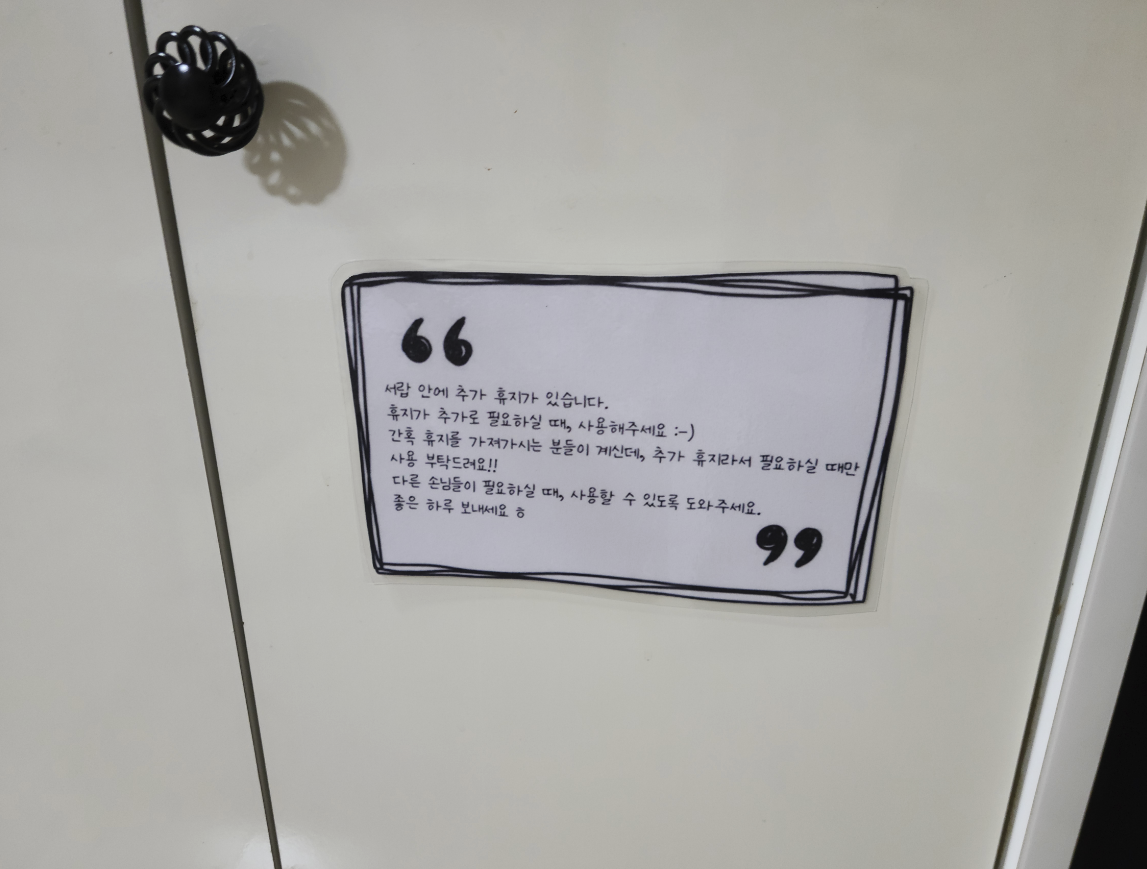 ❝
서랍 안에 추가 휴지가 있습니다.
휴지가 추가로 필요하실 때, 사용해주세요 :-)
간혹 휴지를 가져가시는 분들이 계신데, 추가 휴지라서 필요하실 때만
사용 부탁드려요!!
다른 손님들이 필요하실 때, 사용할 수 있도록 도와주세요.
좋은 하루 보내세요 ㅎ
❞